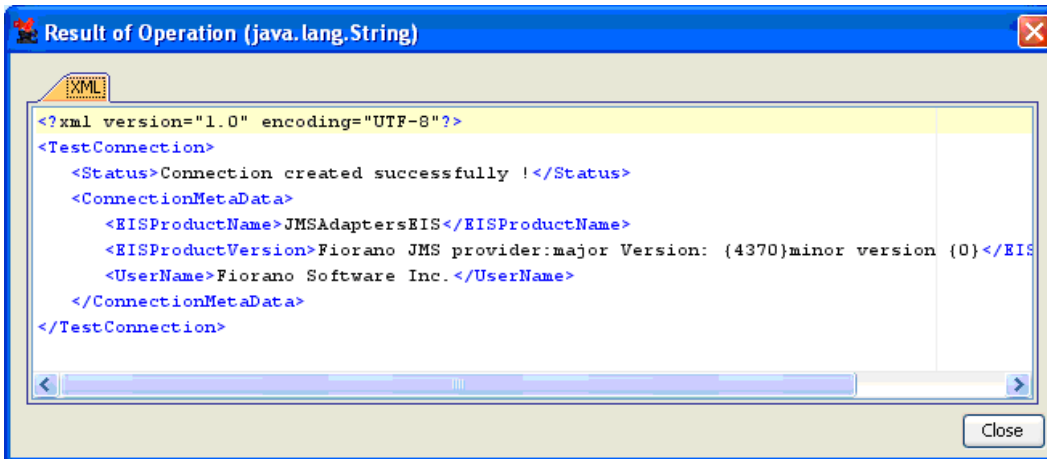 Result of Operation (java.lang.String)
XML
<?xml version="1.0" encoding="UTF-8"?>
<TestConnection>
<Status>Connection created successfully !</Status>
<ConnectionMetaData>
<EISProductName>JMSAdaptersEIS</EISProductName>
<EISProductVersion>Fiorano JMS provider:major Version: {4370}minor version {0}</EIS
<UserName>Fiorano Software Inc.</UserName>
</ConnectionMetaData>
</TestConnection>
Close